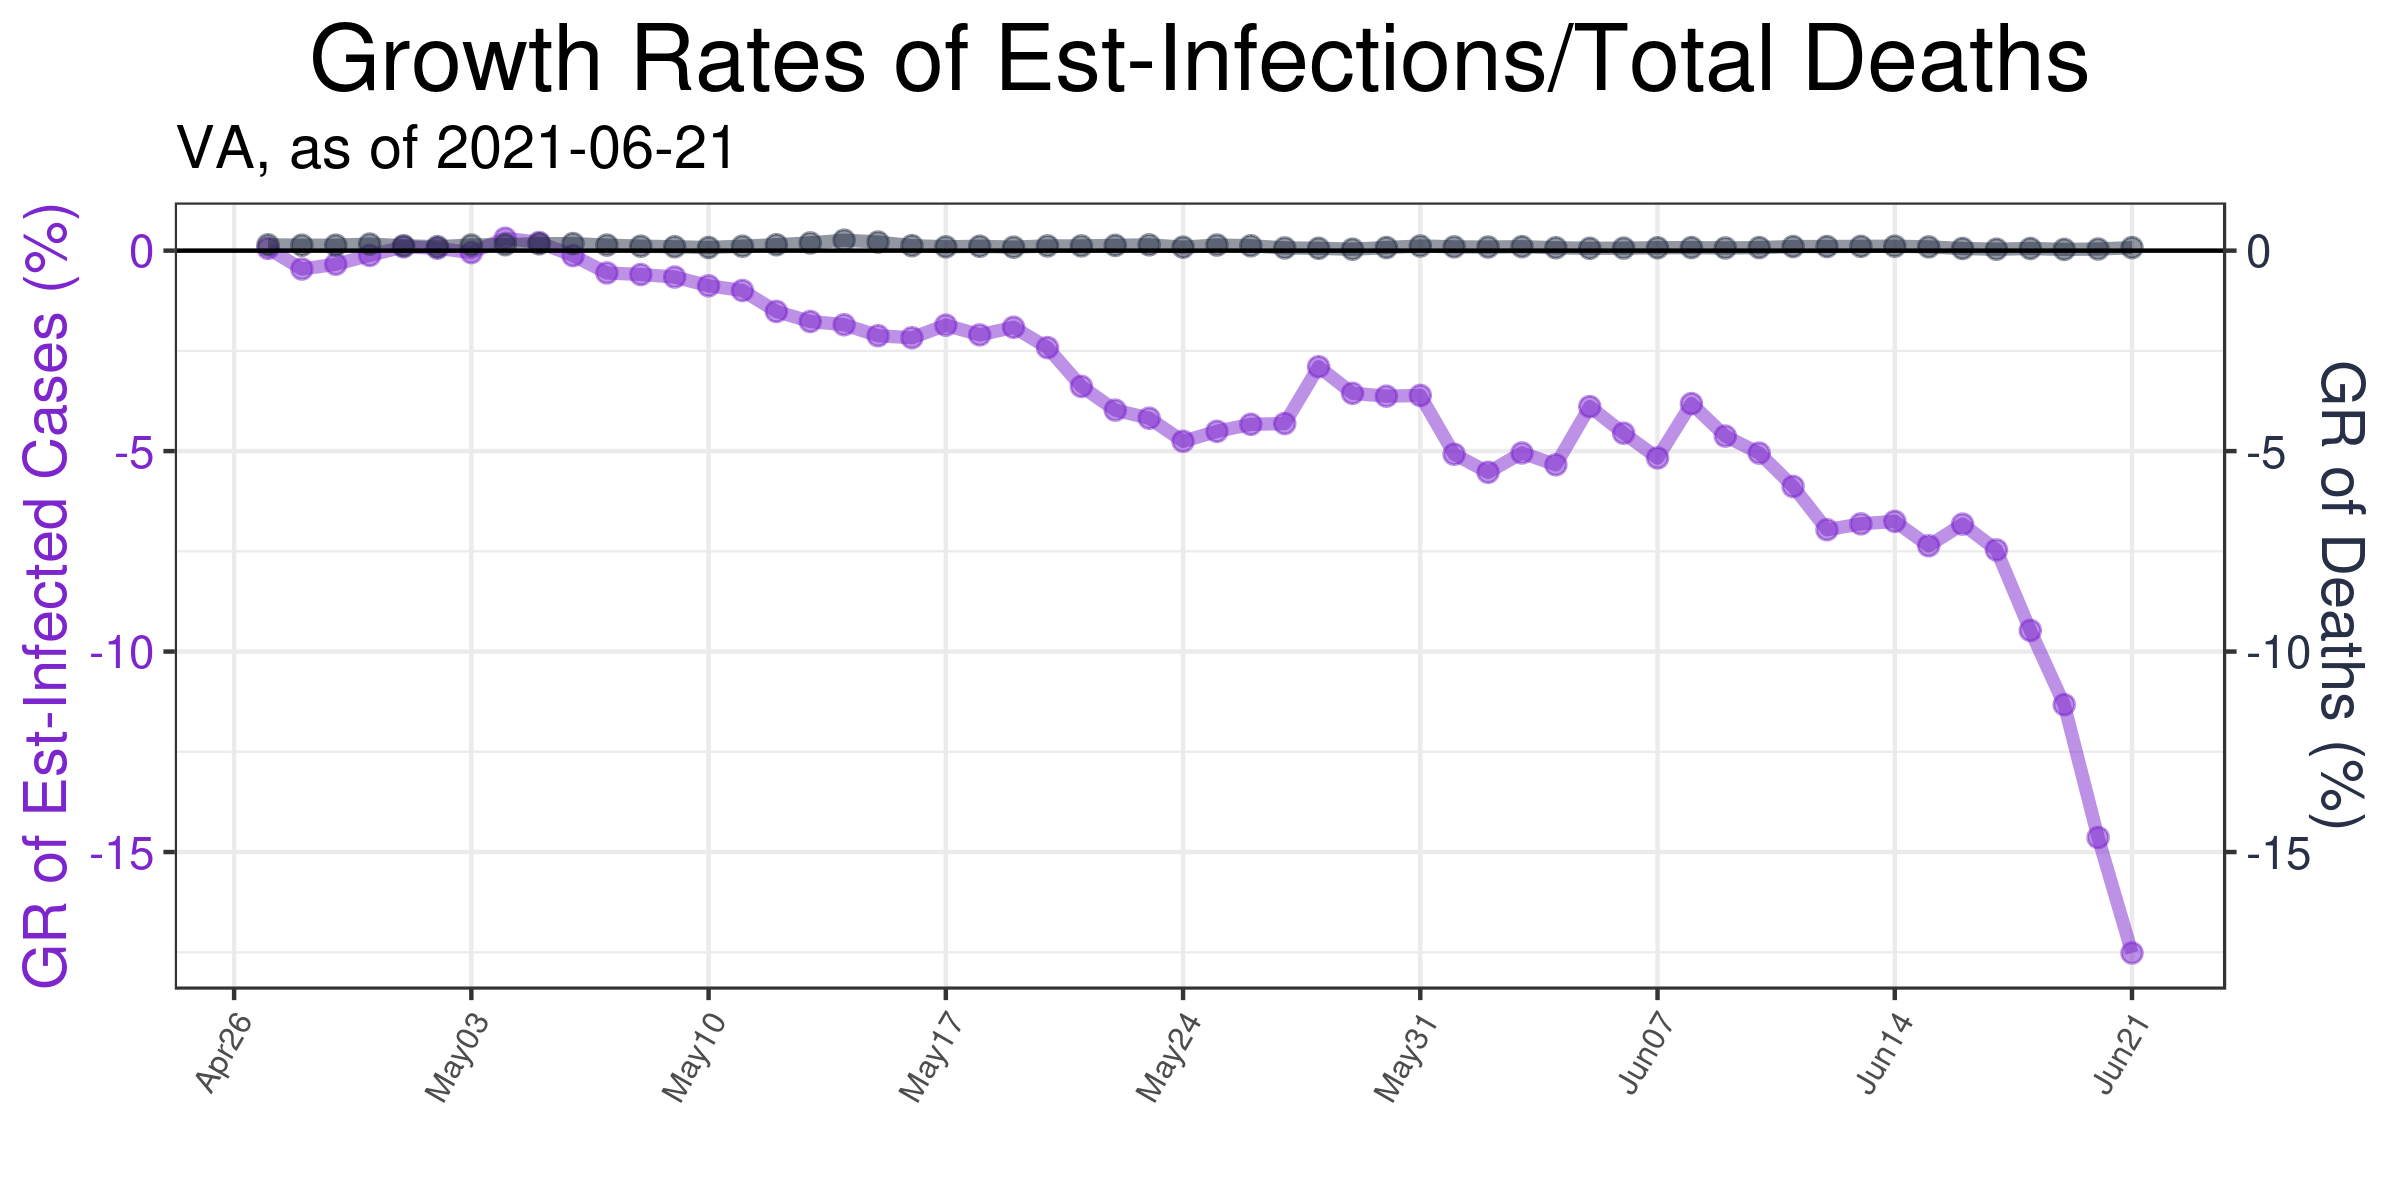 Growth Rates of Est-Infections/Total Deaths
VA, as of 2021-06-21
GR of Est-Infected Cases (%)
0
-5
-10
-15
0
-5
-10
-15
GR of Deaths (%)
Apr26
May03
May10
May17
May24
May31
Jun07
Jun14
Jun21